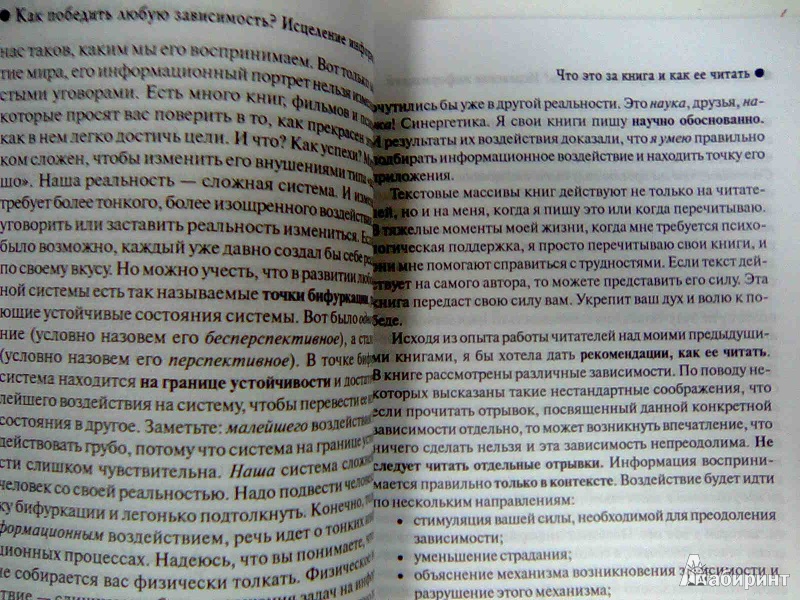 ● Как победить любую зависимость? Исцеление
нас таков, каким мы его воспринимаем. Вот только
тие мира, его информационный портрет нельзя
стыми уговорами. Есть много книг, фильмов и
которые просят вас поверить в то, как прекрасен
как в нем легко достичь цели. И что? Как успехи?
ком сложен, чтобы изменить его внушениями типа
шо». Наша реальность — сложная система. И
требует более тонкого, более изощренного
уговорить или заставить реальность измениться.
было возможно, каждый уже давно создал бы себе
по своему вкусу. Но можно учесть, что в развитии
ной системы есть так называемые точки бифуркации,
ющие устойчивые состояния системы. Вот было
ние (условно назовем его бесперспективное), а
(условно назовем его перспективное). В точке
система находится на границе устойчивости и
лейшего воздействия на систему, чтобы перевести ее
состояния в другое. Заметьте: малейшего
действовать грубо, потому что система на границе
сти слишком чувствительна. Наша система
человек со своей реальностью. Надо подвести
ку бифуркации и легонько подтолкнуть. Конечно,
формационным воздействием, речь идет о тонких
ционных процессах. Надеюсь, что вы понимаете,
не собирается вас физически толкать. Физическое
задач на
Что это за книга и как ее читать ●
очутились бы уже в другой реальности. Это наука, друзья, на-
ука! Синергетика. Я свои книги пишу научно обоснованно.
И результаты их воздействия доказали, что я умею правильно
подбирать информационное воздействие и находить точку его
приложения.
Текстовые массивы книг действуют не только на читате-
лей, но и на меня, когда я пишу это или когда перечитываю.
В тяжелые моменты моей жизни, когда мне требуется психо-
логическая поддержка, я просто перечитываю свои книги, и
они мне помогают справиться с трудностями. Если текст дей-
ствует на самого автора, то можете представить его силу. Эта
книга передаст свою силу вам. Укрепит ваш дух и волю к по-
беде.
Исходя из опыта работы читателей над моими предыдущи-
ми книгами, я бы хотела дать рекомендации, как ее читать.
В книге рассмотрены различные зависимости. По поводу не-
которых высказаны такие нестандартные соображения, что
если прочитать отрывок, посвященный данной конкретной
зависимости отдельно, то может возникнуть впечатление, что
ничего сделать нельзя и эта зависимость непреодолима. Не
следует читать отдельные отрывки. Информация восприни-
мается правильно только в контексте. Воздействие будет идти
по нескольким направлениям:
• стимуляция вашей силы, необходимой для преодоления
зависимости;
• уменьшение страдания;
• объяснение механизма возникновения зависимости и
разрушение этого механизма;
Лабиринт